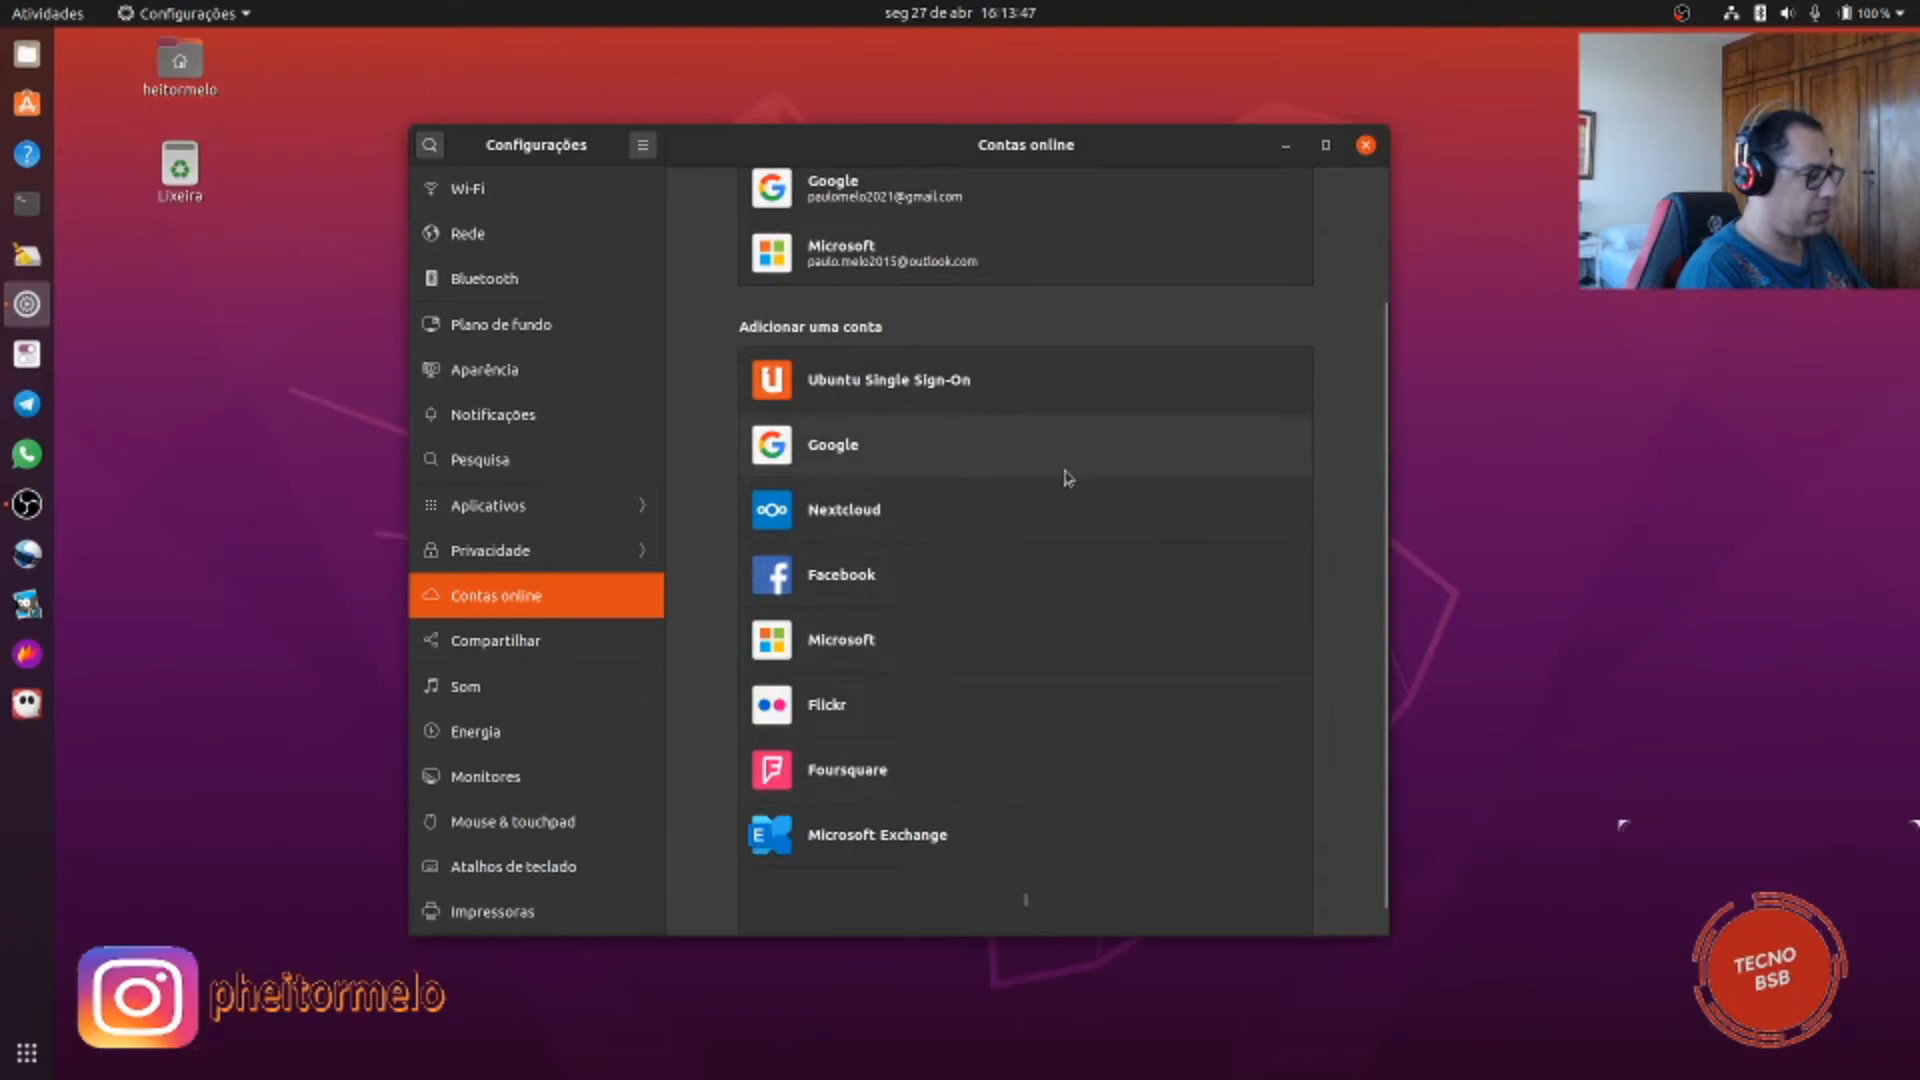 Atividades
Configurações
seg 27 de abr 16:13:47
100%
heitormelo
Lixeira
Configurações
Contas online
Wi-Fi
Rede
Bluetooth
Plano de fundo
Aparência
Notificações
Pesquisa
Aplicativos
Privacidade
Contas online
Compartilhar
Som
Energia
Monitores
Mouse & touchpad
Atalhos de teclado
Impressoras
Google
paulomelo2021@gmail.com
Microsoft
paulo.melo2015@outlook.com
Adicionar uma conta
Ubuntu Single Sign-On
Google
Nextcloud
Facebook
Microsoft
Flickr
Foursquare
Microsoft Exchange
pheitormelo
TECNO
BSB